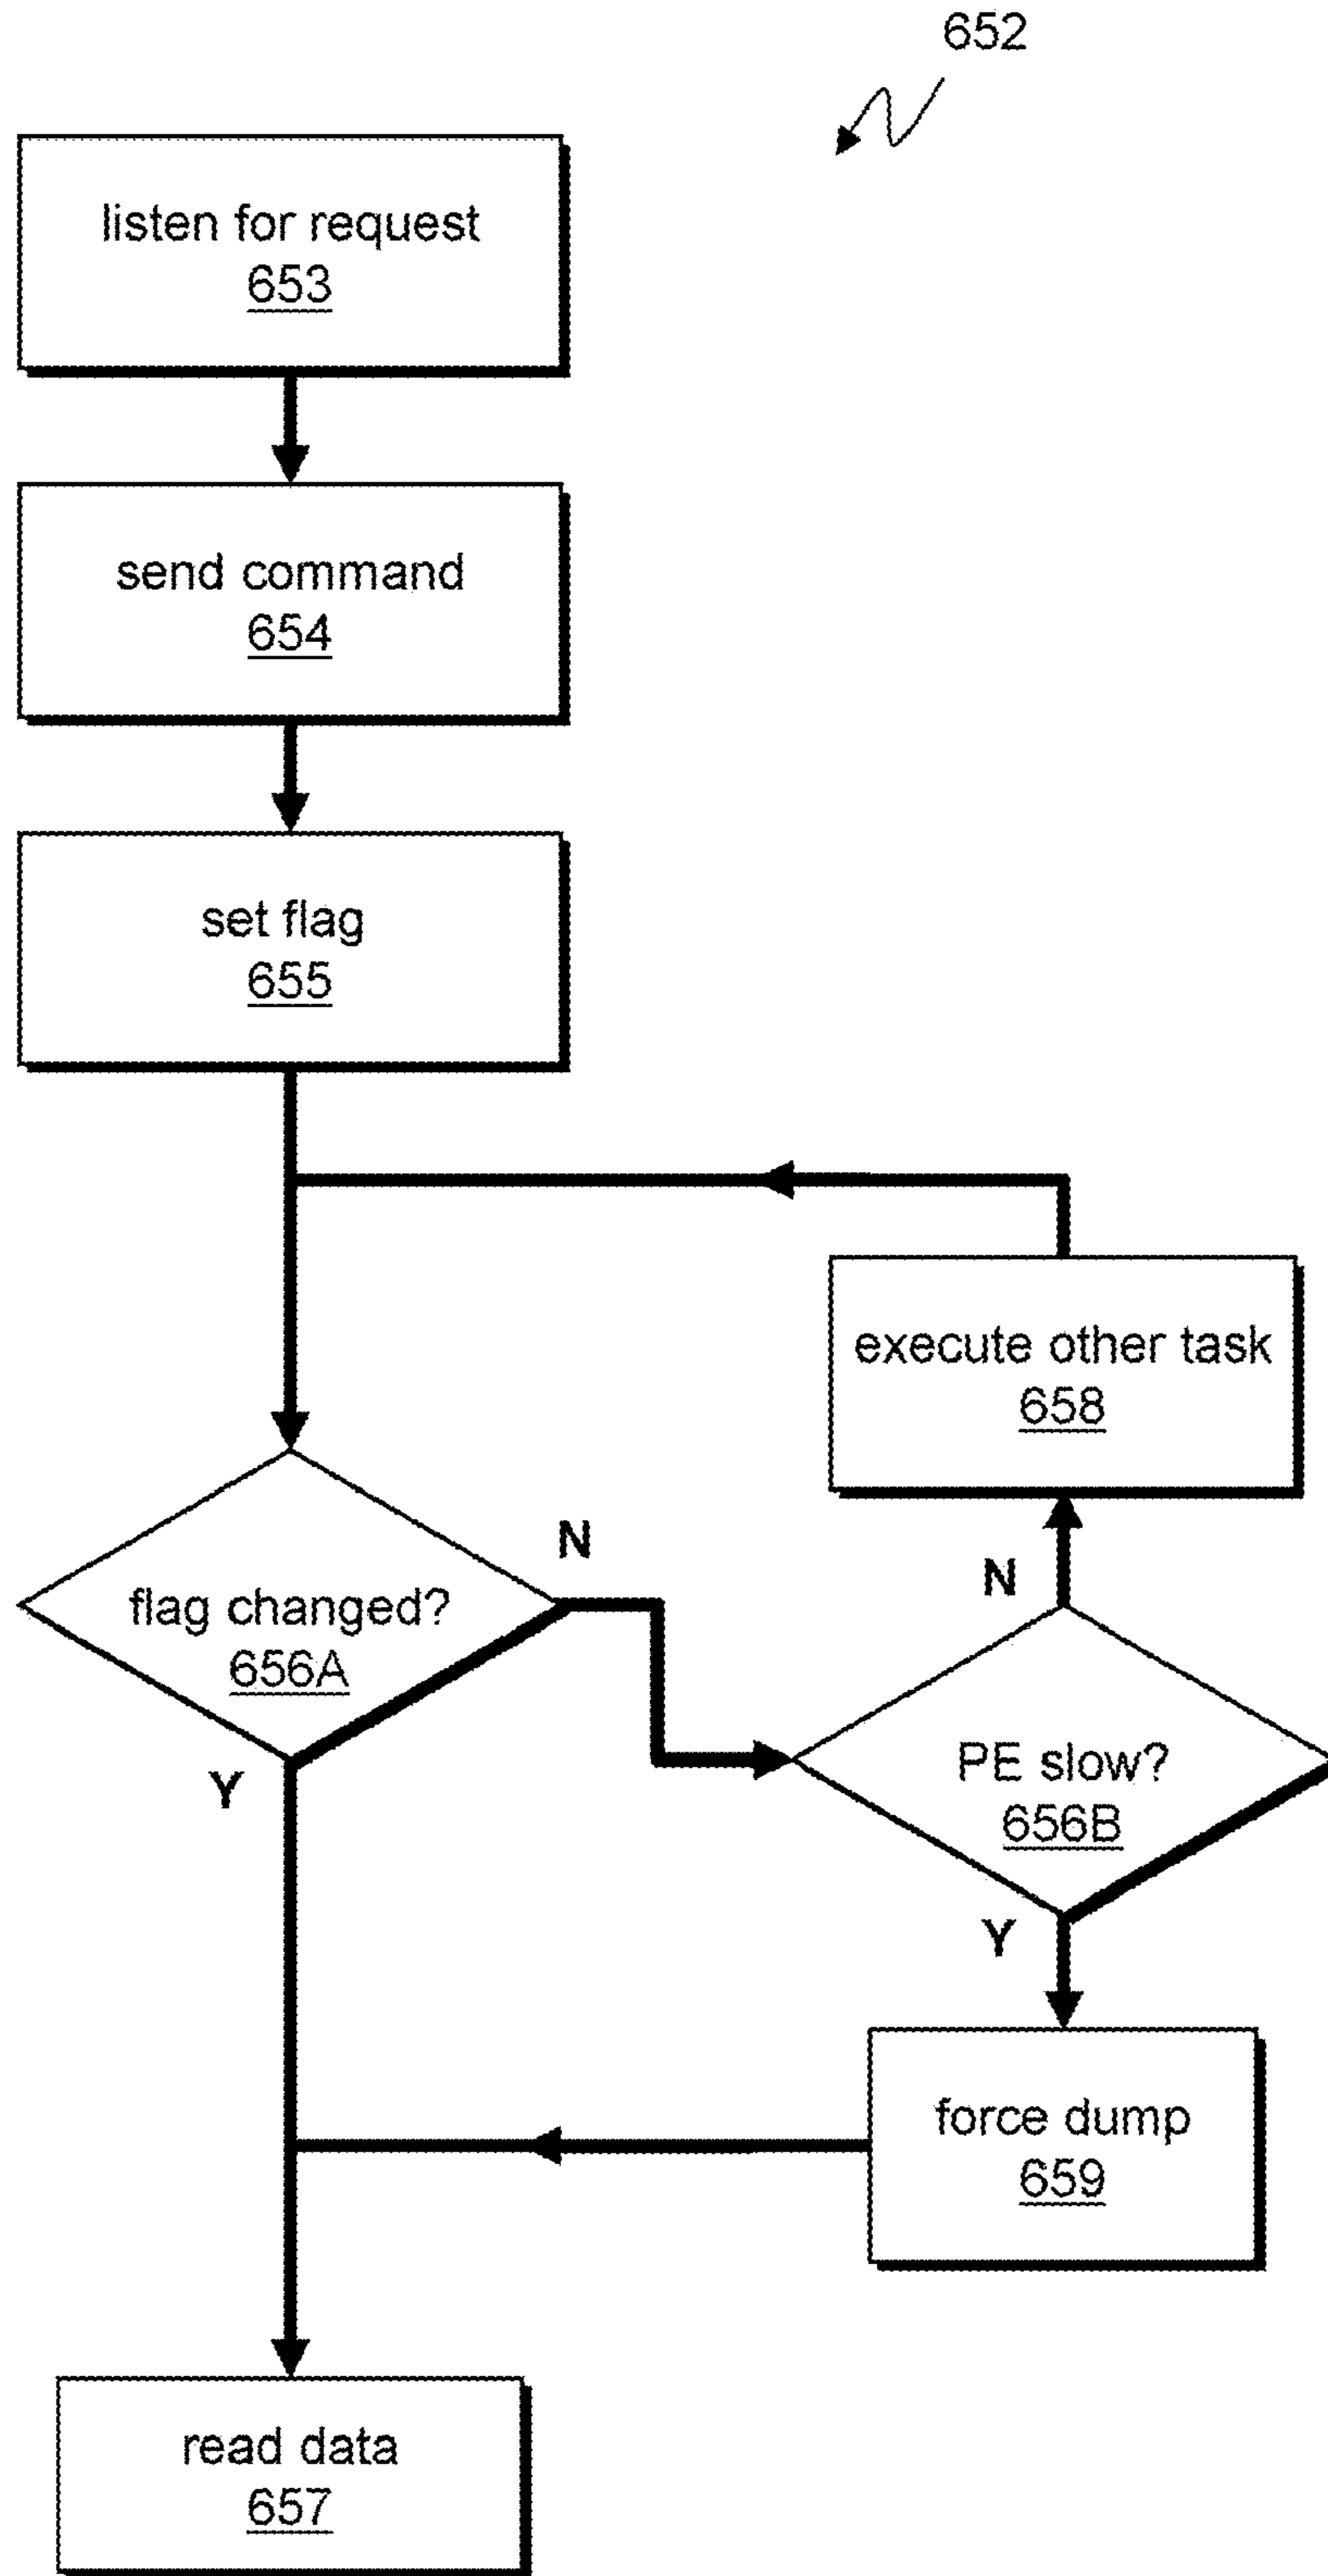 652
listen for request
653
send command
654
set flag
655
execute other task
658
N
N
flag changed?
656A
PE slow?
656B
Y
Y
force dump
659
read data
657